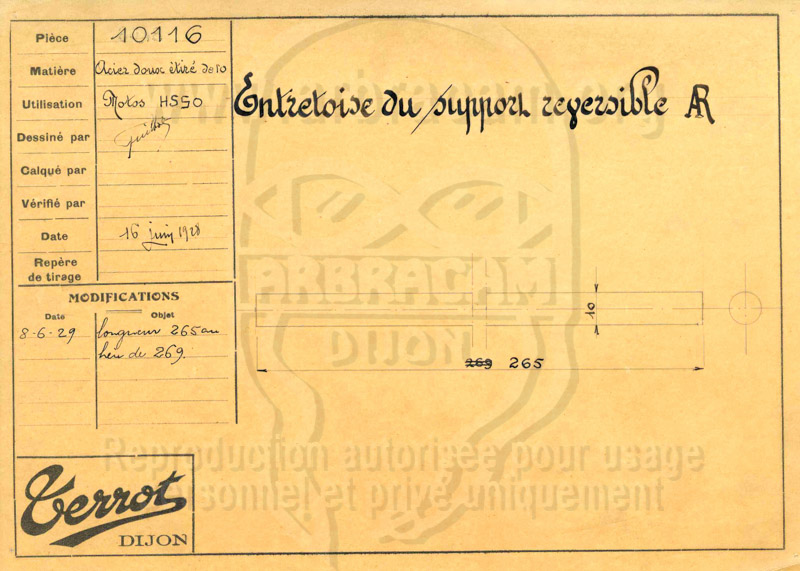 Pièce 10116
Matière Acier doux étiré de 10
Utilisation Motos HSSO
Dessiné par
Calqué par
Vérifié par
Date 16 juin 1928
Repère
de tirage
MODIFICATIONS
Date Objet
8-6-29 longueur 265 au
lieu de 269.
Entretoise du support reversible AR
ARBRACAM
DIJON
10
269 265
Reproduction autorisée pour usage
personnel et privé uniquement
Terrot
DIJON